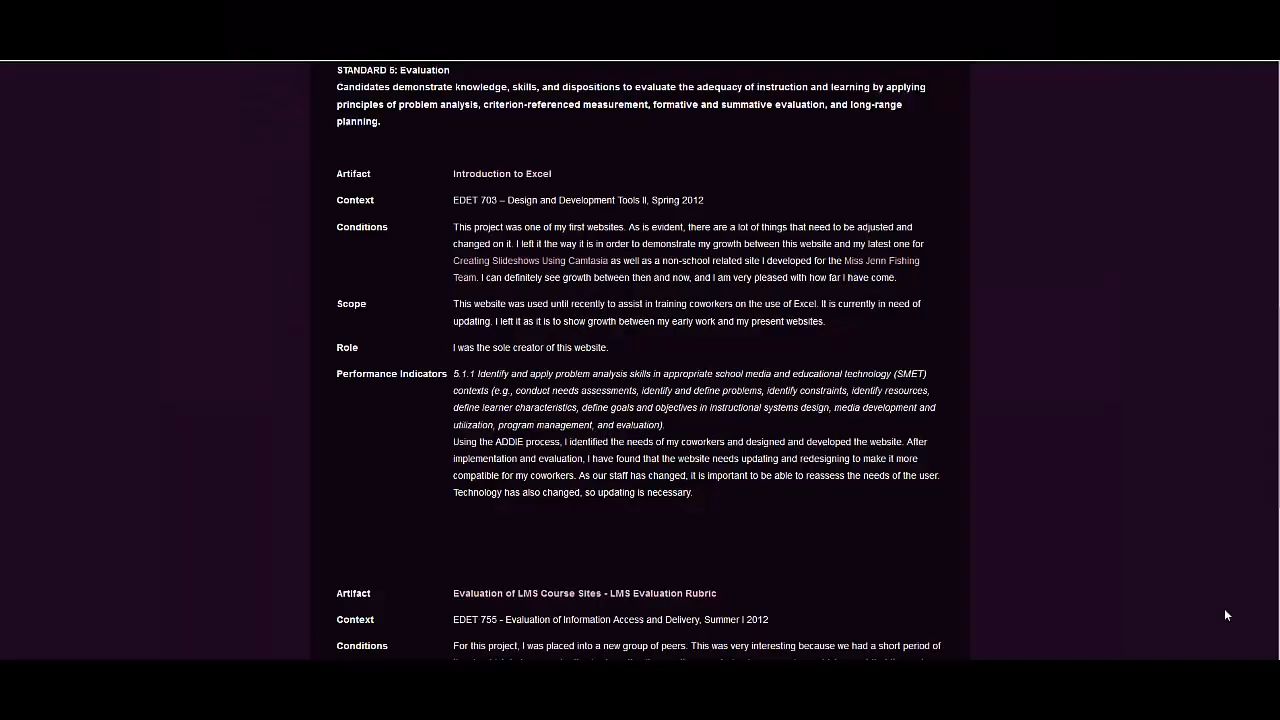 STANDARD 5: Evaluation
Candidates demonstrate knowledge, skills, and dispositions to evaluate the adequacy of instruction and learning by applying
principles of problem analysis, criterion-referenced measurement, formative and summative evaluation, and long-range
planning.
Artifact Introduction to Excel
Context EDET 703 – Design and Development Tools II, Spring 2012
Conditions This project was one of my first websites. As is evident, there are a lot of things that need to be adjusted and
changed on it. I left it the way it is in order to demonstrate my growth between this website and my latest one for
Creating Slideshows Using Camtasia as well as a non-school related site I developed for the Miss Jenn Fishing
Team. I can definitely see growth between then and now, and I am very pleased with how far I have come.
Scope This website was used until recently to assist in training coworkers on the use of Excel. It is currently in need of
updating. I left it as it is to show growth between my early work and my present websites.
Role I was the sole creator of this website.
Performance Indicators 5.1.1 Identify and apply problem analysis skills in appropriate school media and educational technology (SMET)
contexts (e.g., conduct needs assessments, identify and define problems, identify constraints, identify resources,
define learner characteristics, define goals and objectives in instructional systems design, media development and
utilization, program management, and evaluation).
Using the ADDIE process, I identified the needs of my coworkers and designed and developed the website. After
implementation and evaluation, I have found that the website needs updating and redesigning to make it more
compatible for my coworkers. As our staff has changed, it is important to be able to reassess the needs of the user.
Technology has also changed, so updating is necessary.
Artifact Evaluation of LMS Course Sites - LMS Evaluation Rubric
Context EDET 755 - Evaluation of Information Access and Delivery, Summer I 2012
Conditions For this project, I was placed into a new group of peers. This was very interesting because we had a short period of